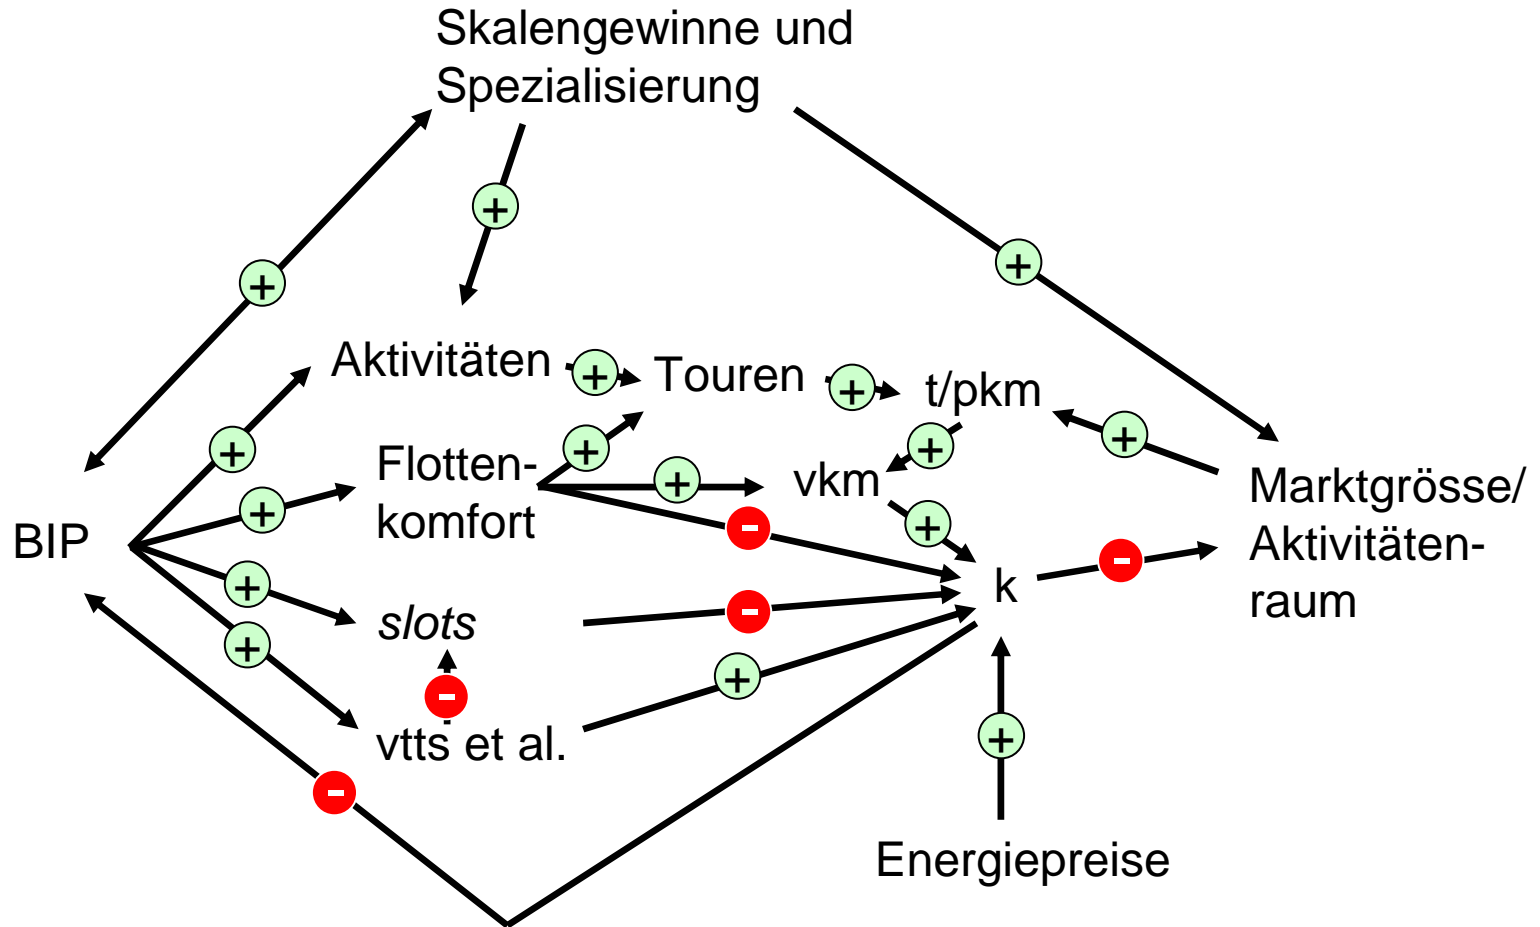 Skalengewinne und
Spezialisierung
+
+
+
+
Aktivitäten
+
Touren
+
t/pkm
+
+
+
Flotten-
komfort
+
+
+
vkm
+
Marktgrösse/
Aktivitäten-
raum
BIP
-
-
+
slots
-
k
+
-
+
vtts et al.
+
-
Energiepreise